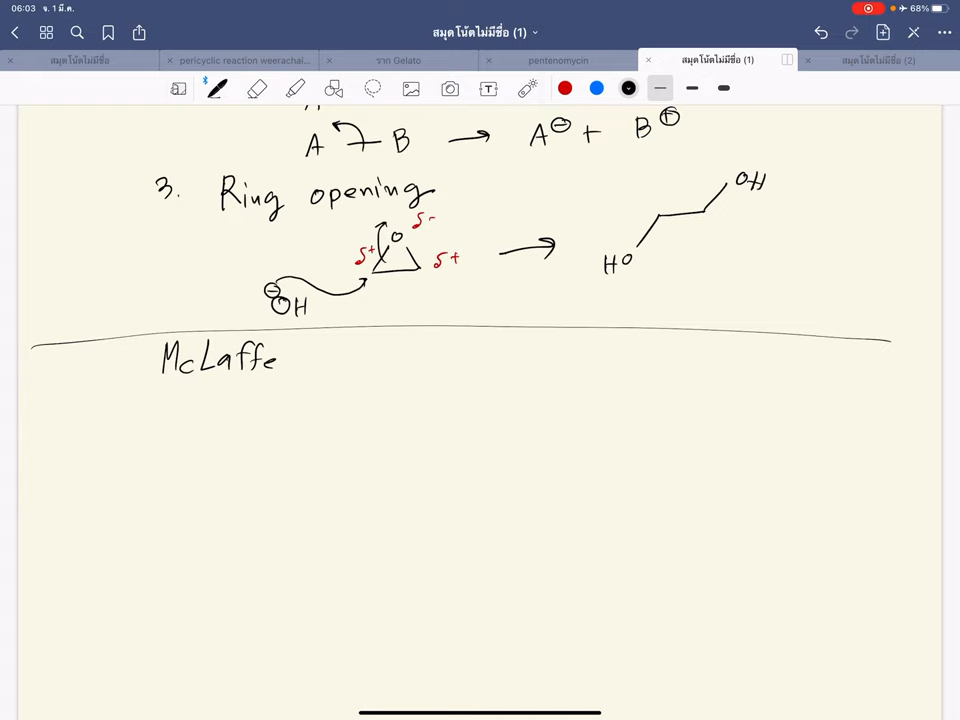 06:03 จ. 1 มี.ค.
68%
สมุดโน้ตไม่มีชื่อ (1)
สมุดโน้ตไม่มีชื่อ
pericyclic reaction weerachai...
ราก Gelato
pentenomycin
สมุดโน้ตไม่มีชื่อ (1)
สมุดโน้ตไม่มีชื่อ (2)
A B → A⊖ + B⊕
3. Ring opening
OH
δ-
O
δ+ δ+
→
HO
⊖
OH
McLaffe